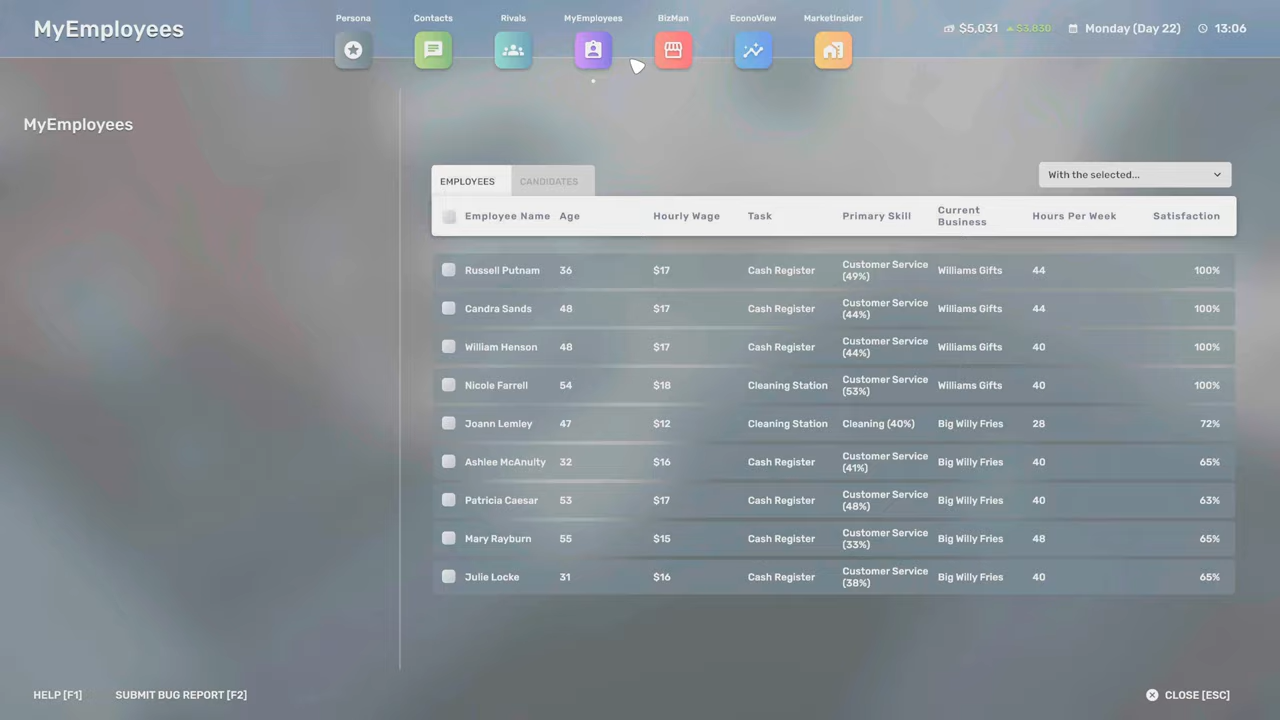 MyEmployees
Persona
Contacts
Rivals
MyEmployees
BizMan
EconoView
MarketInsider
$5,031
$3,830
Monday (Day 22)
13:06
MyEmployees
EMPLOYEES
CANDIDATES
With the selected...
Employee Name Age Hourly Wage Task Primary Skill Current Business Hours Per Week Satisfaction
Russell Putnam 36 $17 Cash Register Customer Service (49%) Williams Gifts 44 100%
Candra Sands 48 $17 Cash Register Customer Service (44%) Williams Gifts 44 100%
William Henson 48 $17 Cash Register Customer Service (44%) Williams Gifts 40 100%
Nicole Farrell 54 $18 Cleaning Station Customer Service (53%) Williams Gifts 40 100%
Joann Lemley 47 $12 Cleaning Station Cleaning (40%) Big Willy Fries 28 72%
Ashlee McAnulty 32 $16 Cash Register Customer Service (41%) Big Willy Fries 40 65%
Patricia Caesar 53 $17 Cash Register Customer Service (48%) Big Willy Fries 40 63%
Mary Rayburn 55 $15 Cash Register Customer Service (33%) Big Willy Fries 48 65%
Julie Locke 31 $16 Cash Register Customer Service (38%) Big Willy Fries 40 65%
HELP [F1]
SUBMIT BUG REPORT [F2]
CLOSE [ESC]